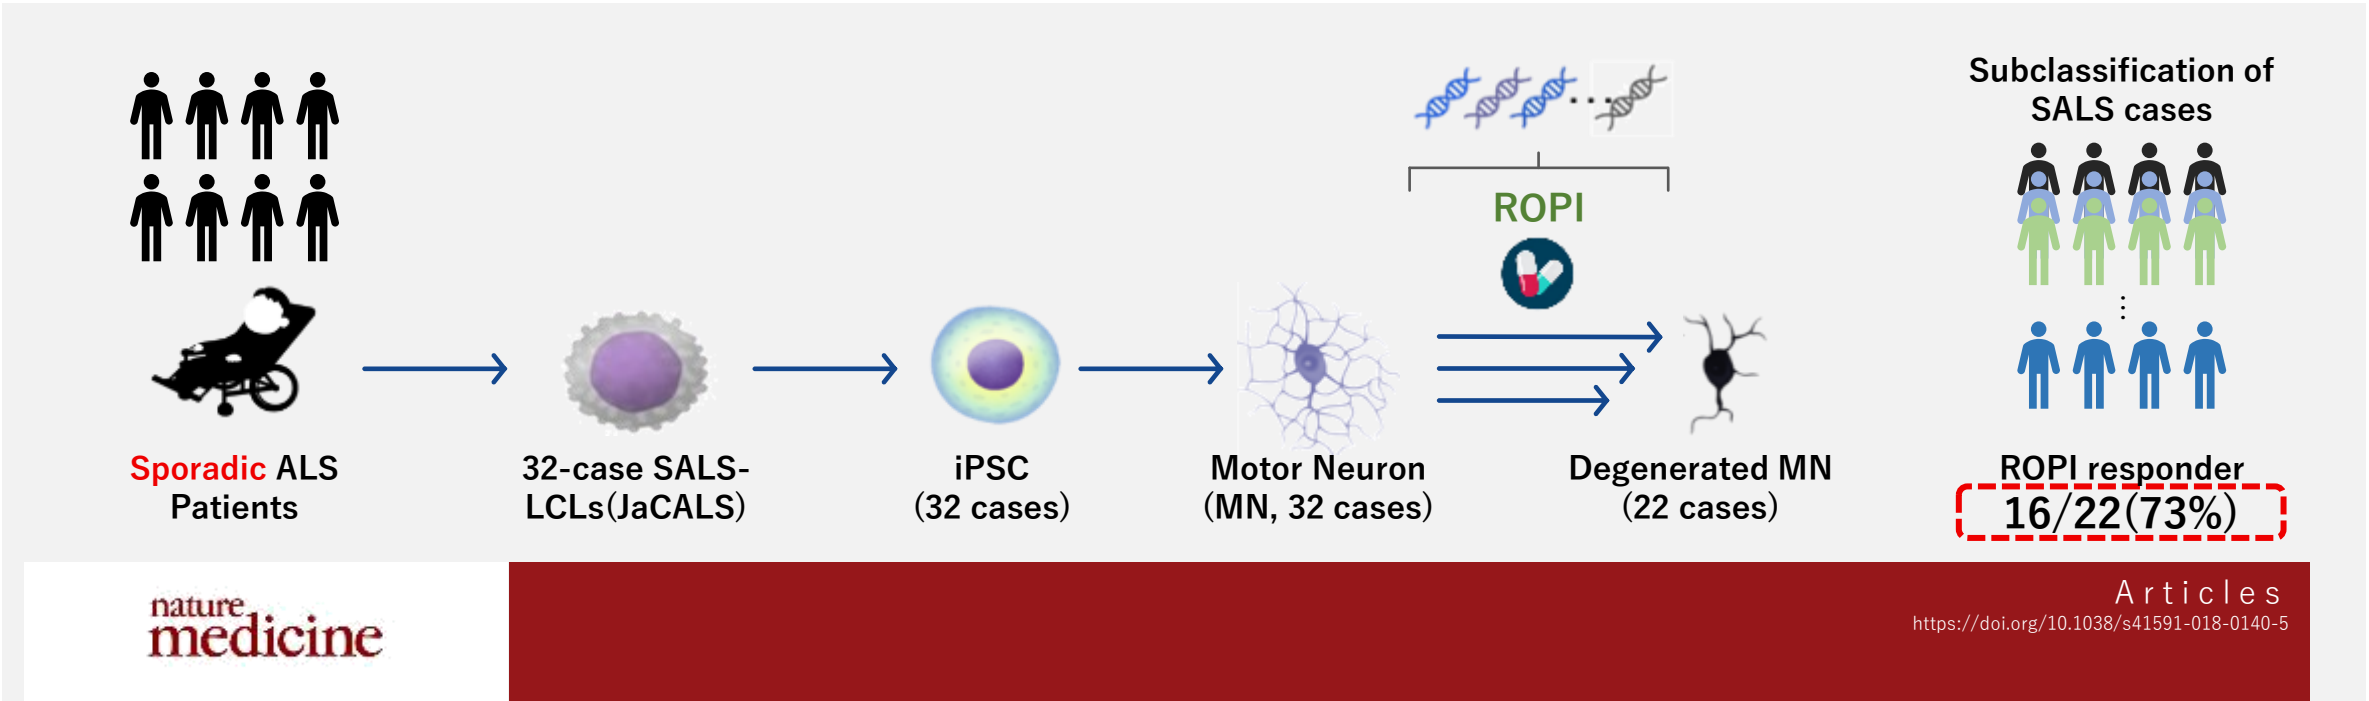 Subclassification of
SALS cases
ROPI
Sporadic ALS
Patients
32-case SALS-
LCLs(JaCALS)
iPSC
(32 cases)
Motor Neuron
(MN, 32 cases)
Degenerated MN
(22 cases)
ROPI responder
16/22(73%)
nature
medicine
Articles
https://doi.org/10.1038/s41591-018-0140-5